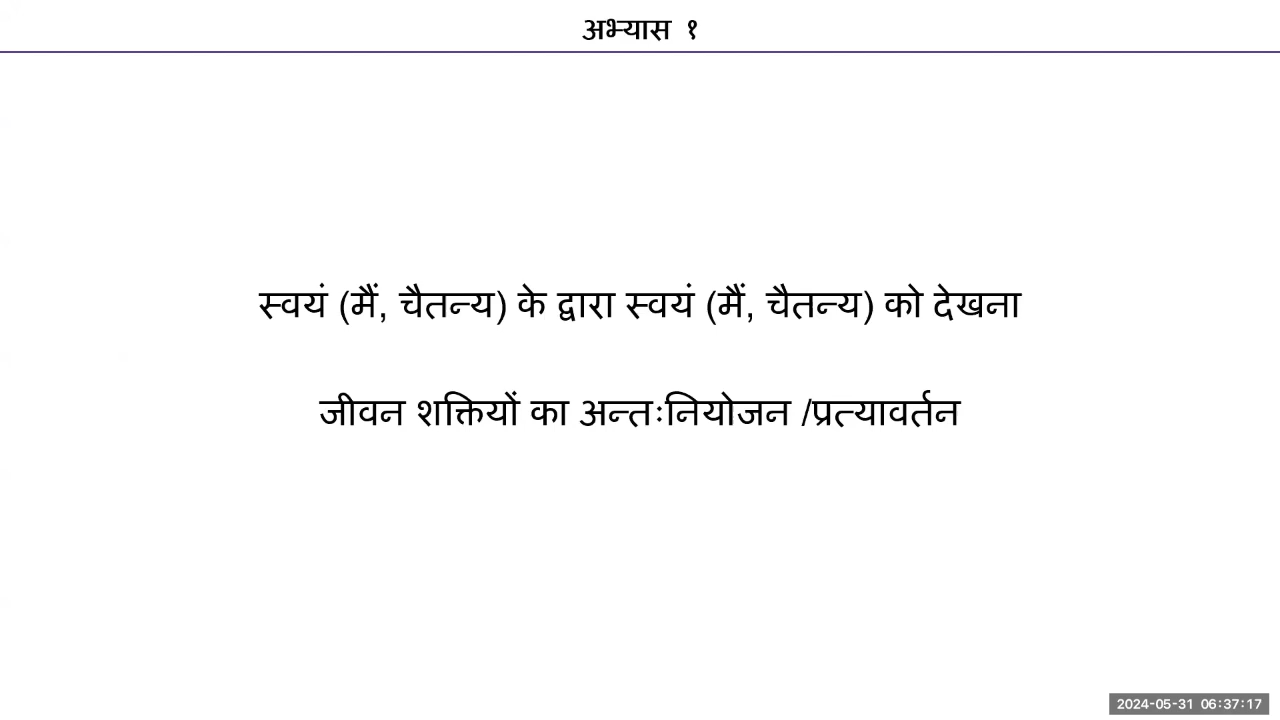 अभ्यास १
स्वयं (मैं, चैतन्य) के द्वारा स्वयं (मैं, चैतन्य) को देखना
जीवन शक्तियों का अन्तःनियोजन /प्रत्यावर्तन
2024-05-31 06:37:17